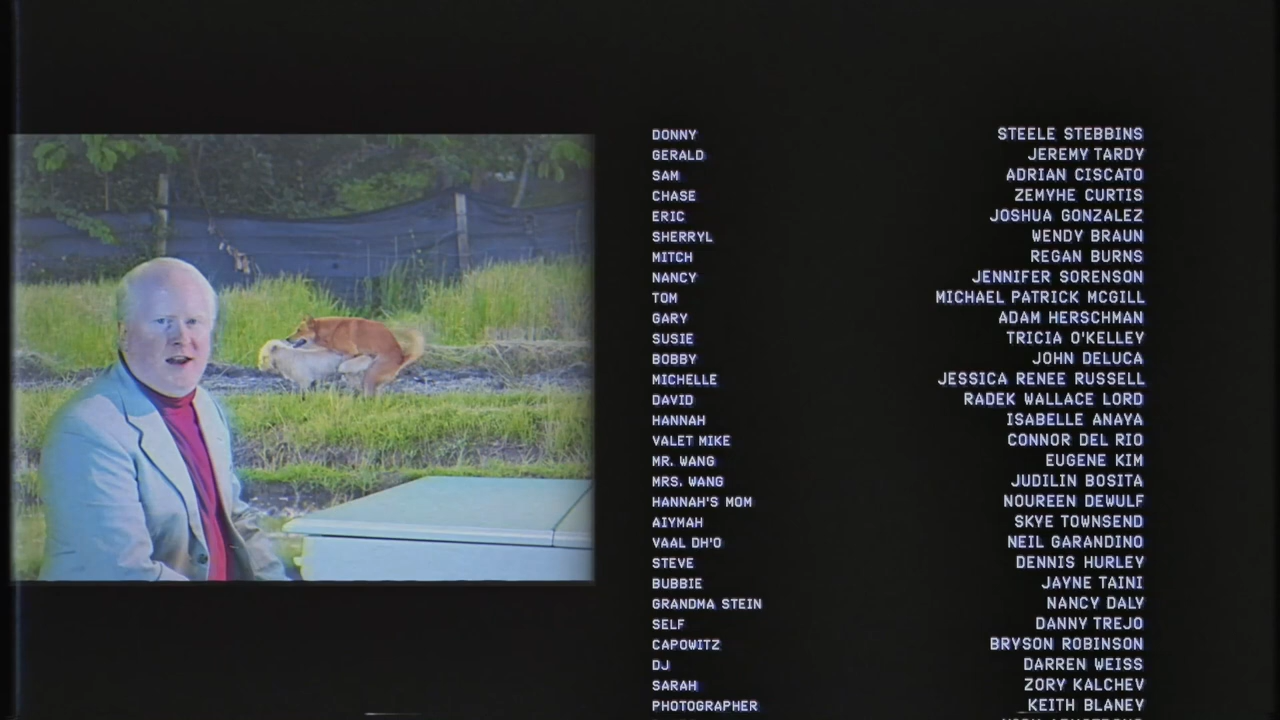 DONNY STEELE STEBBINS
GERALD JEREMY TARDY
SAM ADRIAN CISCATO
CHASE ZEMYHE CURTIS
ERIC JOSHUA GONZALEZ
SHERRYL WENDY BRAUN
MITCH REGAN BURNS
NANCY JENNIFER SORENSON
TOM MICHAEL PATRICK MCGILL
GARY ADAM HERSCHMAN
SUSIE TRICIA O'KELLEY
BOBBY JOHN DELUCA
MICHELLE JESSICA RENEE RUSSELL
DAVID RADEK WALLACE LORD
HANNAH ISABELLE ANAYA
VALET MIKE CONNOR DEL RIO
MR. WANG EUGENE KIM
MRS. WANG JUDILIN BOSITA
HANNAH'S MOM NOUREEN DEWULF
AIYMAH SKYE TOWNSEND
VAAL DH'O NEIL GARANDINO
STEVE DENNIS HURLEY
BUBBIE JAYNE TAINI
GRANDMA STEIN NANCY DALY
SELF DANNY TREJO
CAPOWITZ BRYSON ROBINSON
DJ DARREN WEISS
SARAH ZORY KALCHEV
PHOTOGRAPHER KEITH BLANEY